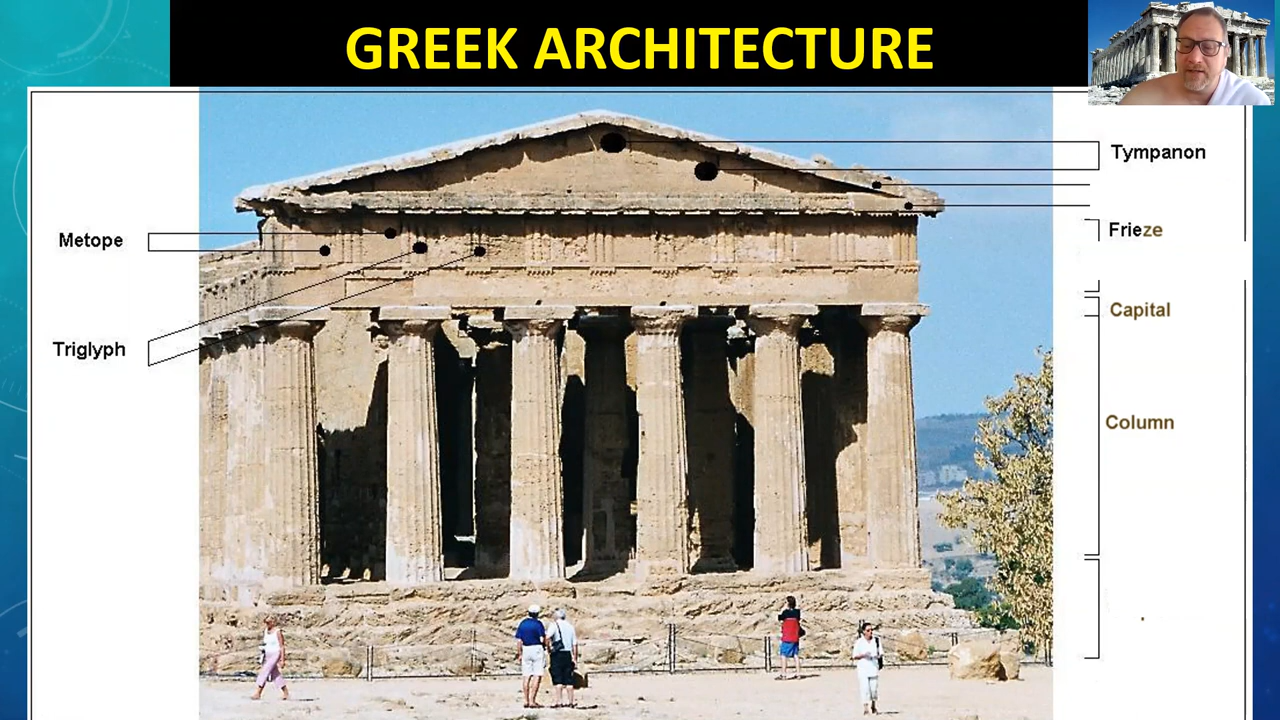 GREEK ARCHITECTURE
Tympanon
Metope
Frieze
Capital
Triglyph
Column